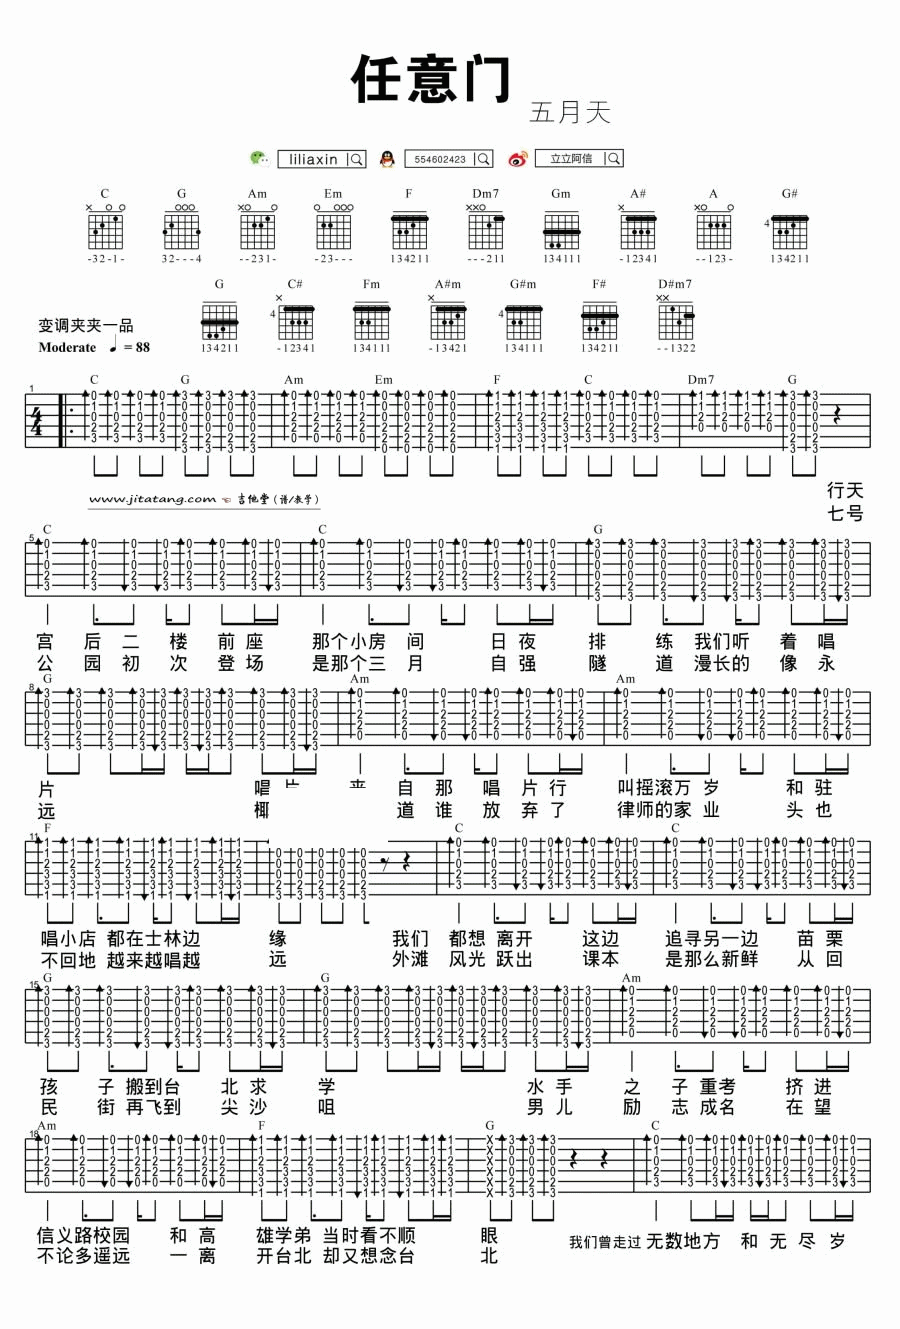 任意门
五月天
liliaxin 554602423 立立阿信
C G Am Em F Dm7 Gm A# A G#
-32-1- 32---4 --231- -23--- 134211 ---211 134111 -12341 --123- 134211
G C# Fm A#m G#m F# D#m7
134211 -12341 134111 -13421 134111 134211 --1322
变调夹夹一品
Moderate ♩= 88
C G Am Em F C Dm7 G
www.jitatang.com 吉他堂(谱/教学)
行天
七号
C C G
宫 后 二 楼 前 座 那个小房 间 日 夜 排 练 我们听 着 唱
公 园 初 次 登 场 是那个三 月 自 强 隧 道 漫长的 像 永
G Am Am
片 唱片 来 自 那 唱 片 行 叫摇滚万 岁 和 驻
远 椰 道 谁 放 弃 了 律师的家 业 头 也
F C C
唱小店 都在士林边 缘 我们 都想 离开 这边 追寻另一边 苗栗
不回地 越来越唱越 远 外滩 风光 跃出 课本 是那么新鲜 从回
G G Am
孩 子 搬到台 北 求 学 水 手 之 子 重考 挤 进
民 街 再飞到 尖 沙 咀 男 儿 励 志 成名 在 望
Am F G C
信义路校园 和 高 雄学弟 当时看不顺 眼
不论多遥远 一 离 开台北 却又想念台 北 我们曾走过 无数地方 和 无 尽 岁